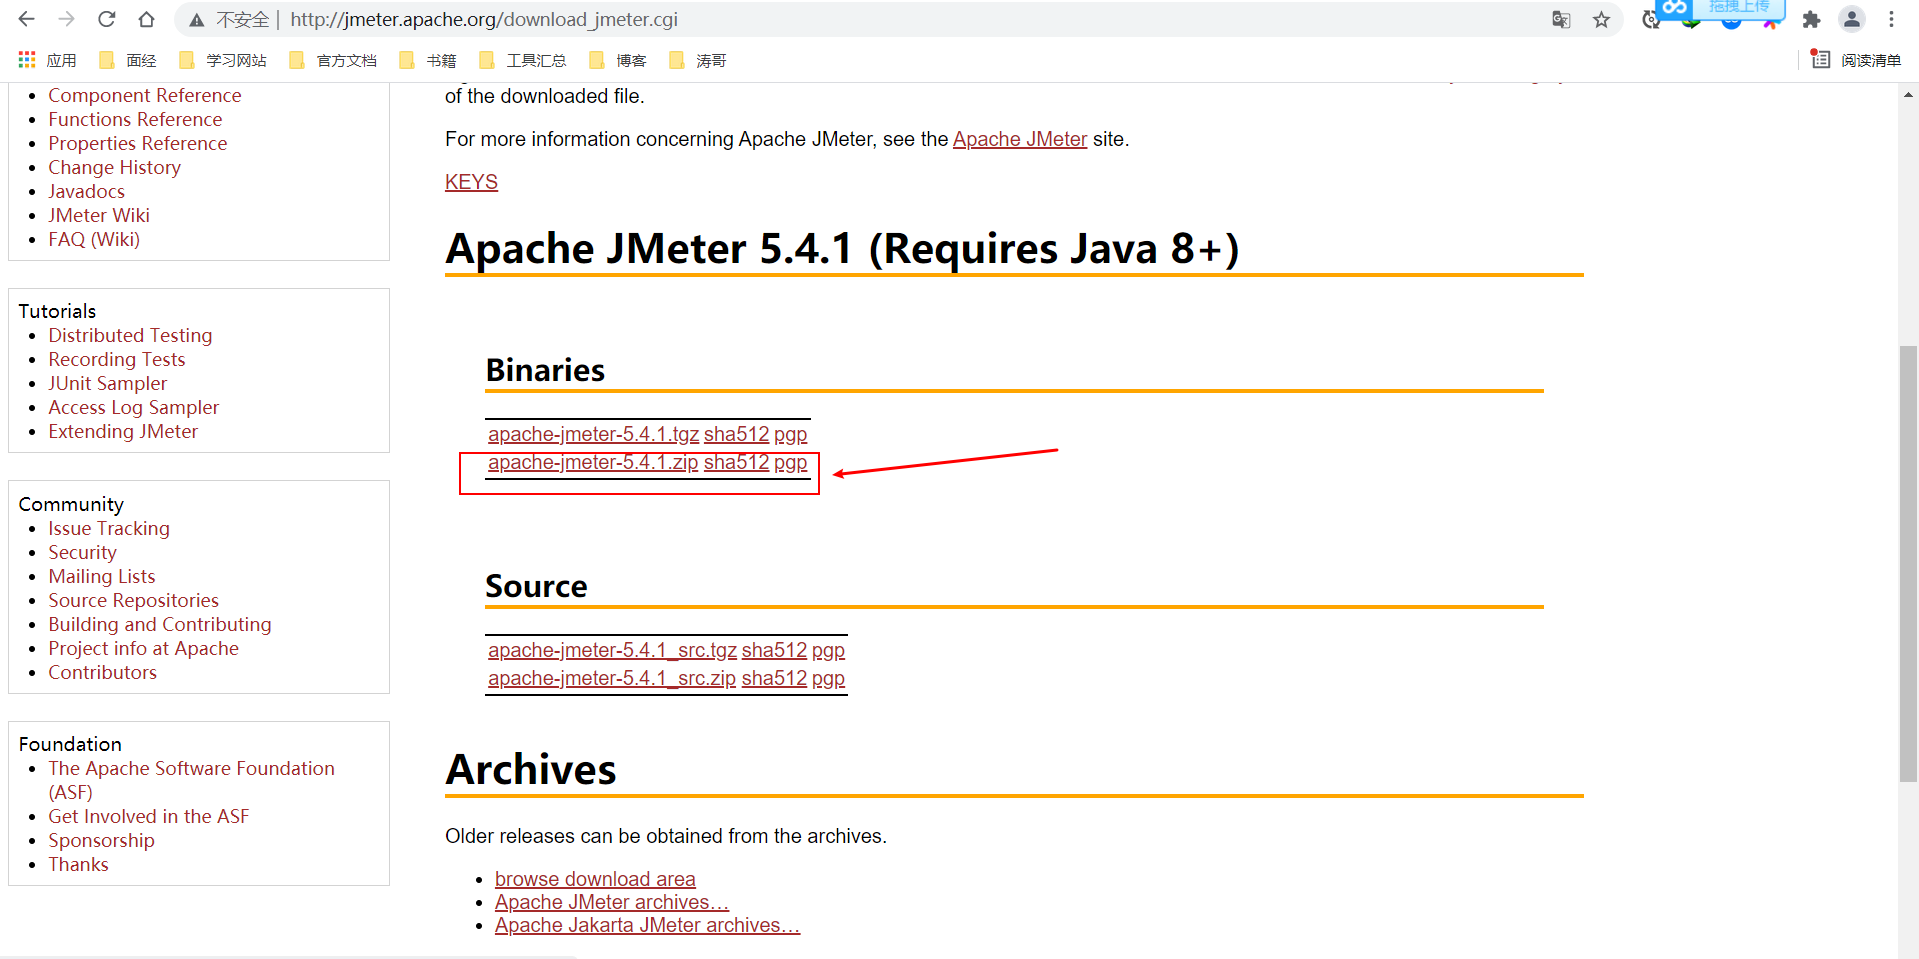 不安全 | http://jmeter.apache.org/download_jmeter.cgi
拖拽上传
应用 面经 学习网站 官方文档 书籍 工具汇总 博客 涛哥 阅读清单
Component Reference
Functions Reference
Properties Reference
Change History
Javadocs
JMeter Wiki
FAQ (Wiki)
Tutorials
Distributed Testing
Recording Tests
JUnit Sampler
Access Log Sampler
Extending JMeter
Community
Issue Tracking
Security
Mailing Lists
Source Repositories
Building and Contributing
Project info at Apache
Contributors
Foundation
The Apache Software Foundation
(ASF)
Get Involved in the ASF
Sponsorship
Thanks
of the downloaded file.
For more information concerning Apache JMeter, see the Apache JMeter site.
KEYS
Apache JMeter 5.4.1 (Requires Java 8+)
Binaries
apache-jmeter-5.4.1.tgz sha512 pgp
apache-jmeter-5.4.1.zip sha512 pgp
Source
apache-jmeter-5.4.1_src.tgz sha512 pgp
apache-jmeter-5.4.1_src.zip sha512 pgp
Archives
Older releases can be obtained from the archives.
browse download area
Apache JMeter archives…
Apache Jakarta JMeter archives…